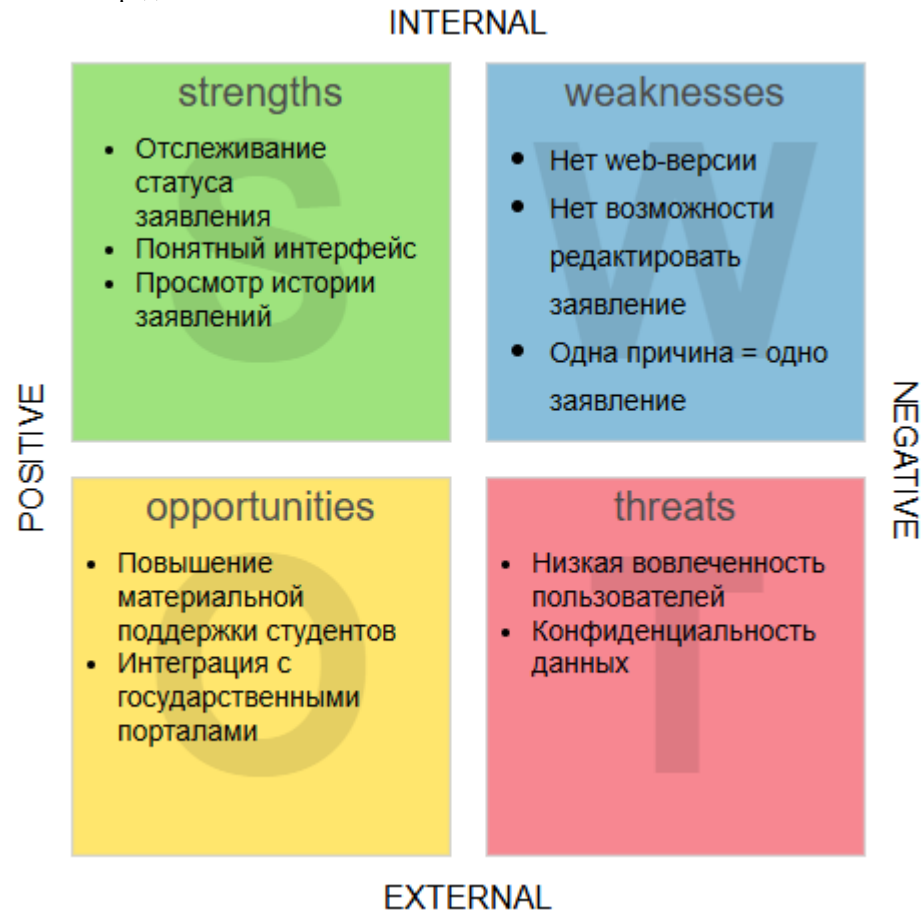 INTERNAL
strengths
• Отслеживание
статуса
заявления
• Понятный интерфейс
• Просмотр истории
заявлений
weaknesses
• Нет web-версии
• Нет возможности
редактировать
заявление
• Одна причина = одно
заявление
POSITIVE
NEGATIVE
opportunities
• Повышение
материальной
поддержки студентов
• Интеграция с
государственными
порталами
threats
• Низкая вовлеченность
пользователей
• Конфиденциальность
данных
EXTERNAL
S
W
O
T